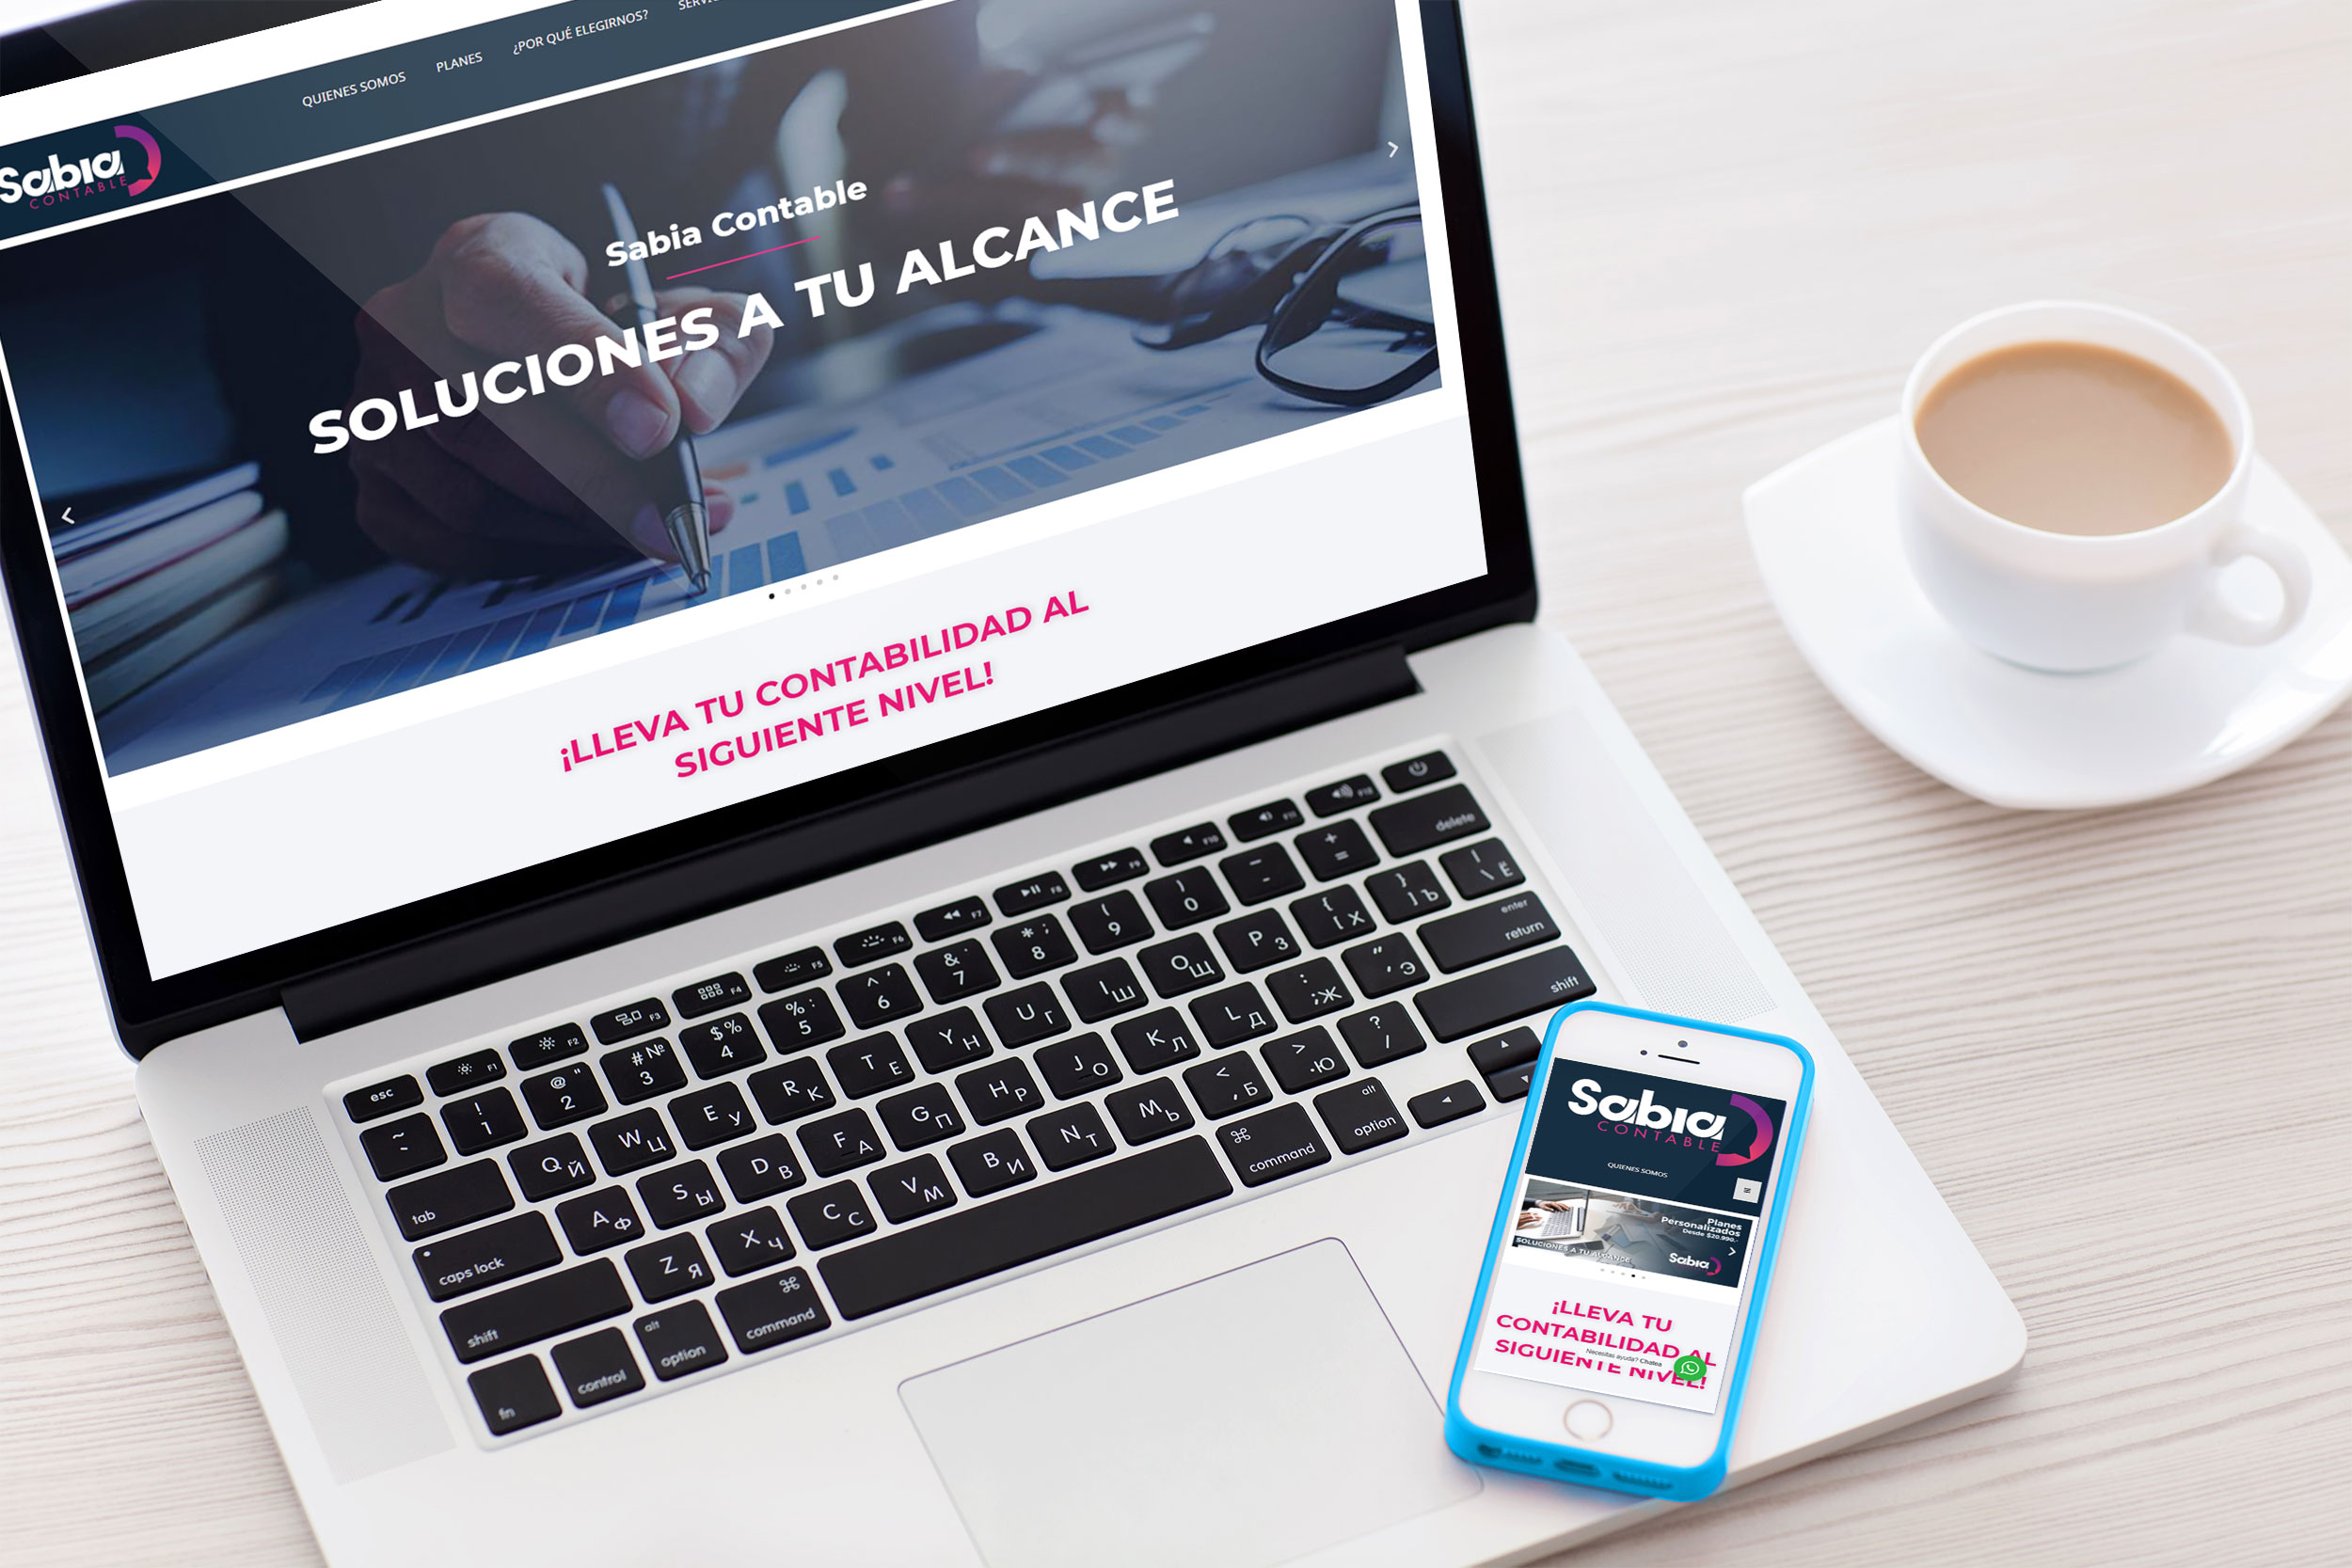 QUIENES SOMOS
PLANES
¿POR QUÉ ELEGIRNOS?
Sabia
CONTABLE
Sabia Contable
SOLUCIONES A TU ALCANCE
¡LLEVA TU CONTABILIDAD AL
SIGUIENTE NIVEL!
esc
F1
F2
F3
F4
F5
F6
F7
F8
F9
F10
F11
F12
~
! 1
@ " 2
# № 3
$ % 4
% : 5
^ , 6
& . 7
* ; 8
( 9
) 0
_ -
+ =
delete
tab
Q Й
W Ц
E У
R К
T Е
Y Н
U Г
I Ш
O Щ
P З
{ [ Х
} ] Ъ
| \ Ё
caps lock
A Ф
S Ы
D В
F А
G П
H Р
J О
K Л
L Д
: ; Ж
" ' Э
enter
return
shift
Z Я
X Ч
C С
V М
B И
N Т
M Ь
< , Б
> . Ю
? /
shift
fn
control
alt
option
⌘
command
⌘
command
alt
option
Sabia
CONTABLE
QUIENES SOMOS
Planes
Personalizados
Desde $20.990.-
SOLUCIONES A TU ALCANCE
Sabia
¡LLEVA TU
CONTABILIDAD AL
SIGUIENTE NIVEL!
Necesitas ayuda? Chatea